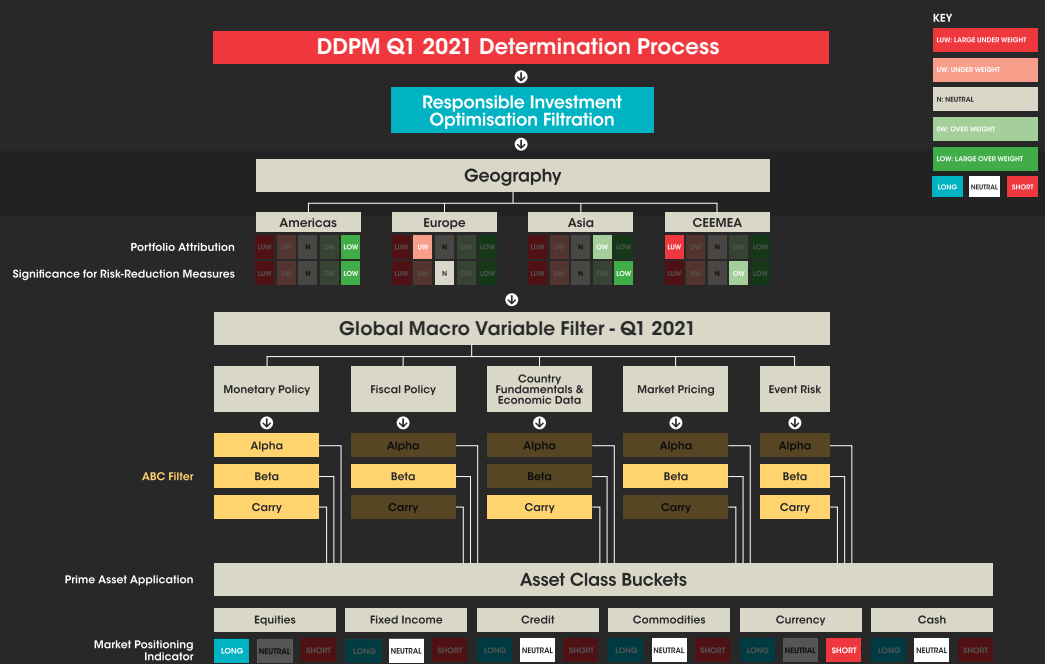 KEY
DDPM Q1 2021 Determination Process
LUW: LARGE UNDER WEIGHT
UW: UNDER WEIGHT
N: NEUTRAL
OW: OVER WEIGHT
LOW: LARGE OVER WEIGHT
LONG NEUTRAL SHORT
Responsible Investment
Optimisation Filtration
Geography
Americas Europe Asia CEEMEA
Portfolio Attribution LUW UW N OW LOW LUW UW N OW LOW LUW UW N OW LOW LUW UW N OW LOW
Significance for Risk-Reduction Measures LUW UW N OW LOW LUW UW N OW LOW LUW UW N OW LOW LUW UW N OW LOW
Global Macro Variable Filter - Q1 2021
Monetary Policy
Fiscal Policy
Country
Fundamentals &
Economic Data
Market Pricing
Event Risk
Alpha Alpha Alpha Alpha Alpha
ABC Filter Beta Beta Beta Beta Beta
Carry Carry Carry Carry Carry
Prime Asset Application Asset Class Buckets
Equities Fixed Income Credit Commodities Currency Cash
Market Positioning
Indicator
LONG NEUTRAL SHORT LONG NEUTRAL SHORT LONG NEUTRAL SHORT LONG NEUTRAL SHORT LONG NEUTRAL SHORT LONG NEUTRAL SHORT